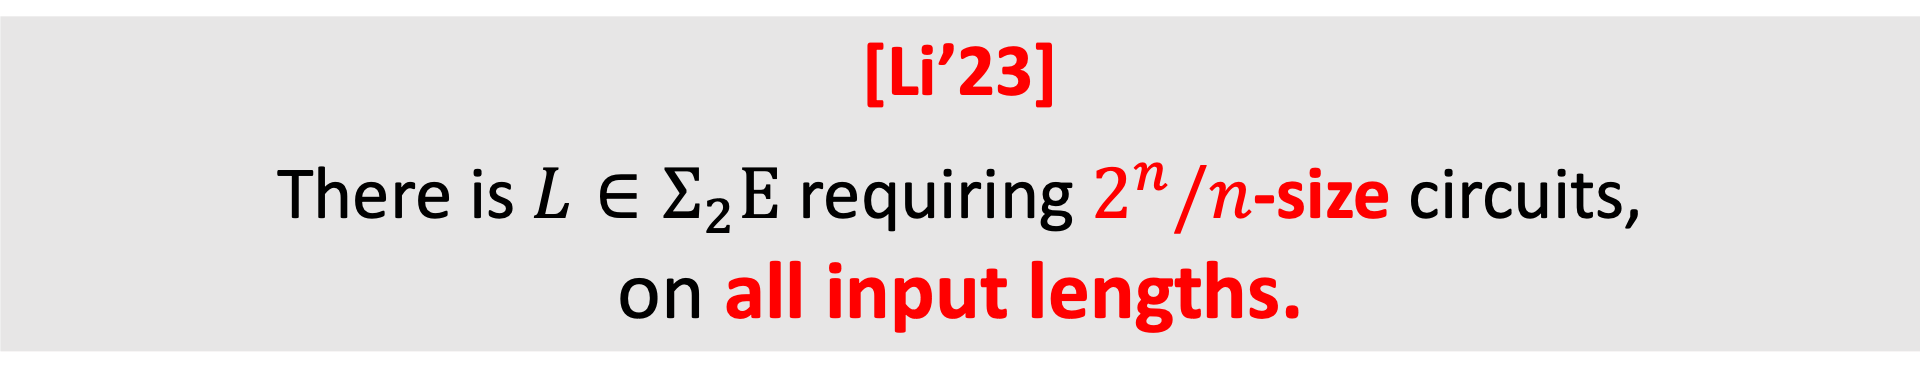 [Li’23]
There is 𝐿 ∈ Σ₂E requiring 2ⁿ/𝑛-size circuits,
on all input lengths.